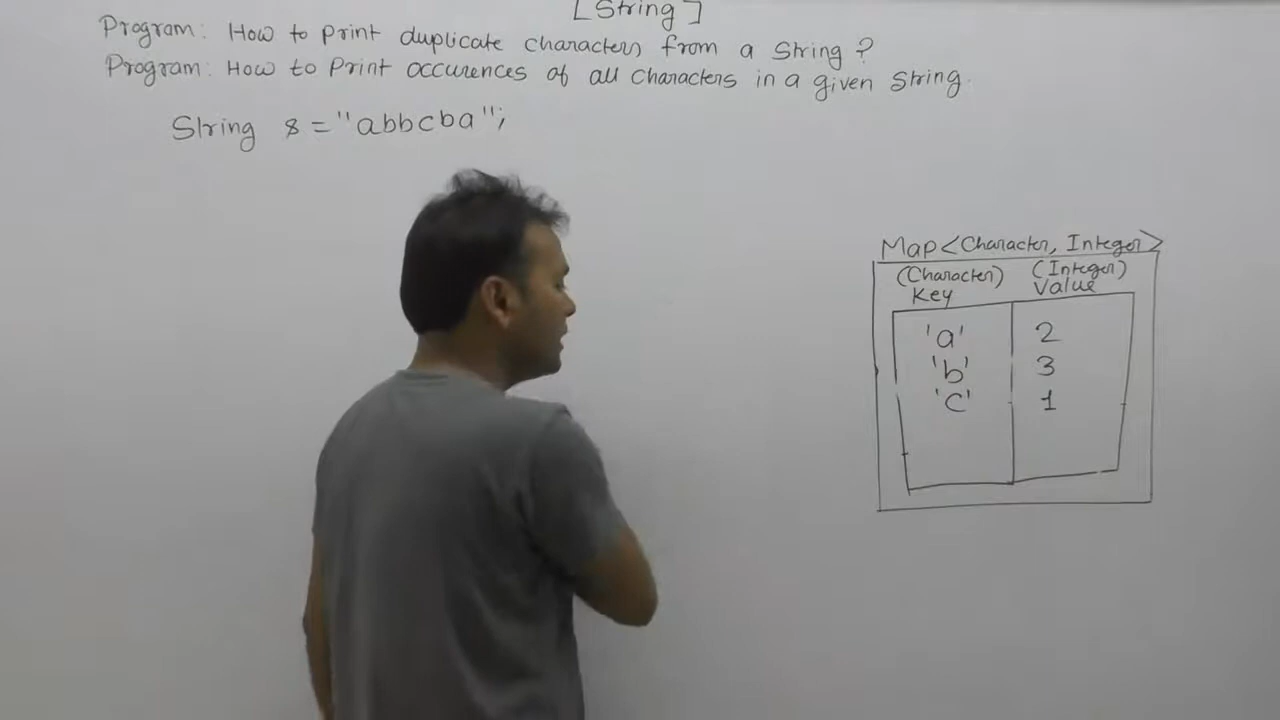 [String]
Program: How to print duplicate characters from a String?
Program: How to Print occurences of all characters in a given String.
String s = "abbcba";
Map<Character, Integer>
(Character) (Integer)
Key Value
'a' 2
'b' 3
'c' 1